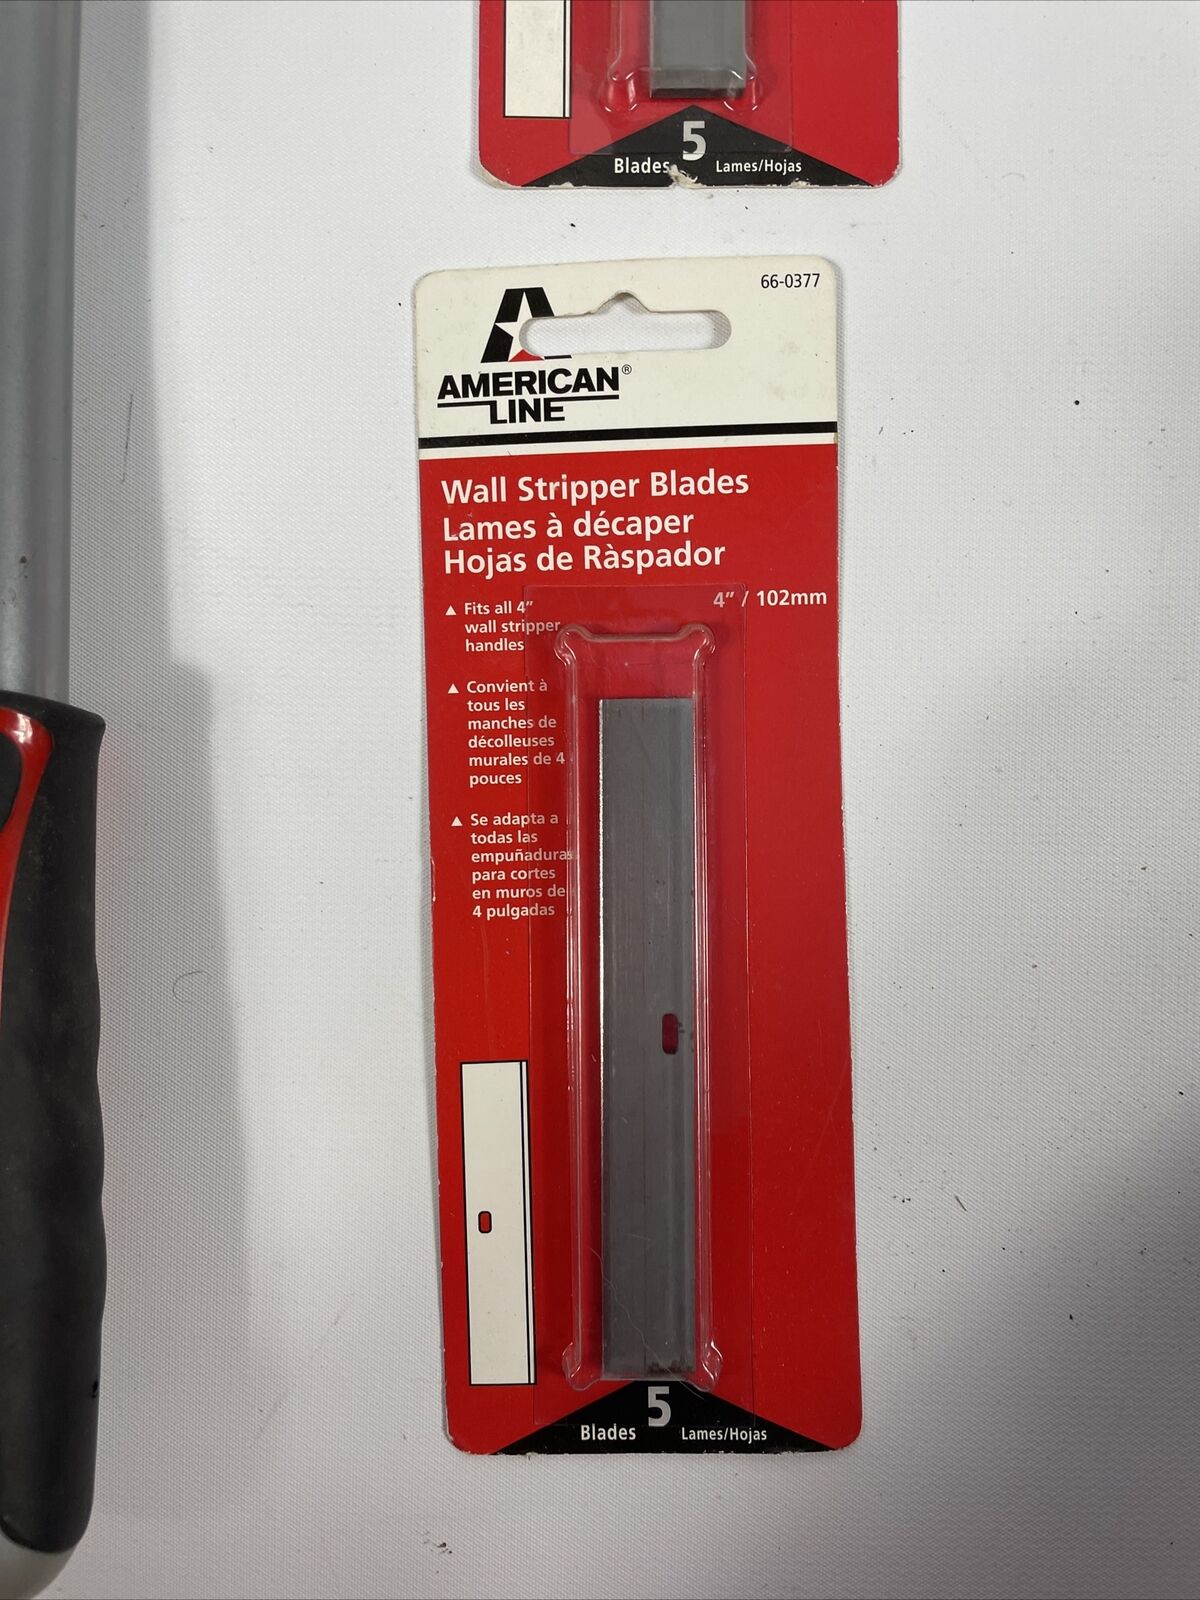 5
Blades Lames/Hojas
66-0377
AMERICAN®
LINE
Wall Stripper Blades
Lames à décaper
Hojas de Ràspador
4” / 102mm
▲ Fits all 4”
wall stripper
handles
▲ Convient à
tous les
manches de
décolleuses
murales de 4
pouces
▲ Se adapta a
todas las
empuñaduras
para cortes
en muros de
4 pulgadas
5
Blades Lames/Hojas